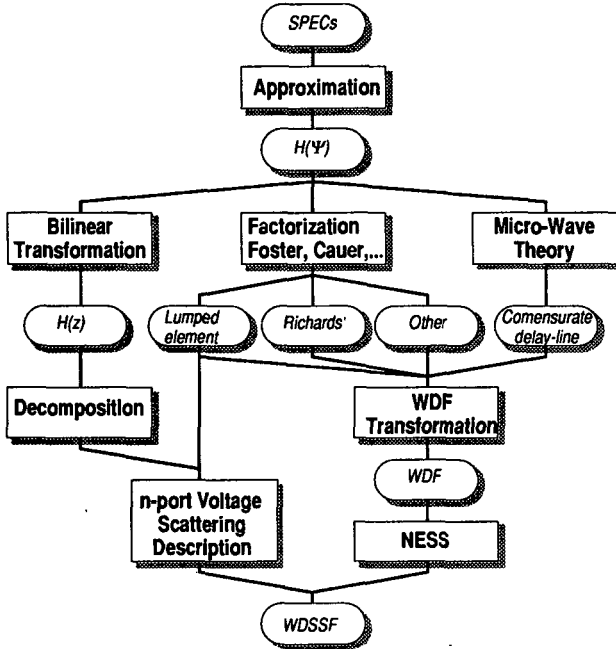 SPECs
Approximation
H(Ψ)
Bilinear
Transformation
Factorization
Foster, Cauer,...
Micro-Wave
Theory
H(z)
Lumped
element
Richards'
Other
Comensurate
delay-line
Decomposition
WDF
Transformation
WDF
n-port Voltage
Scattering
Description
NESS
WDSSF